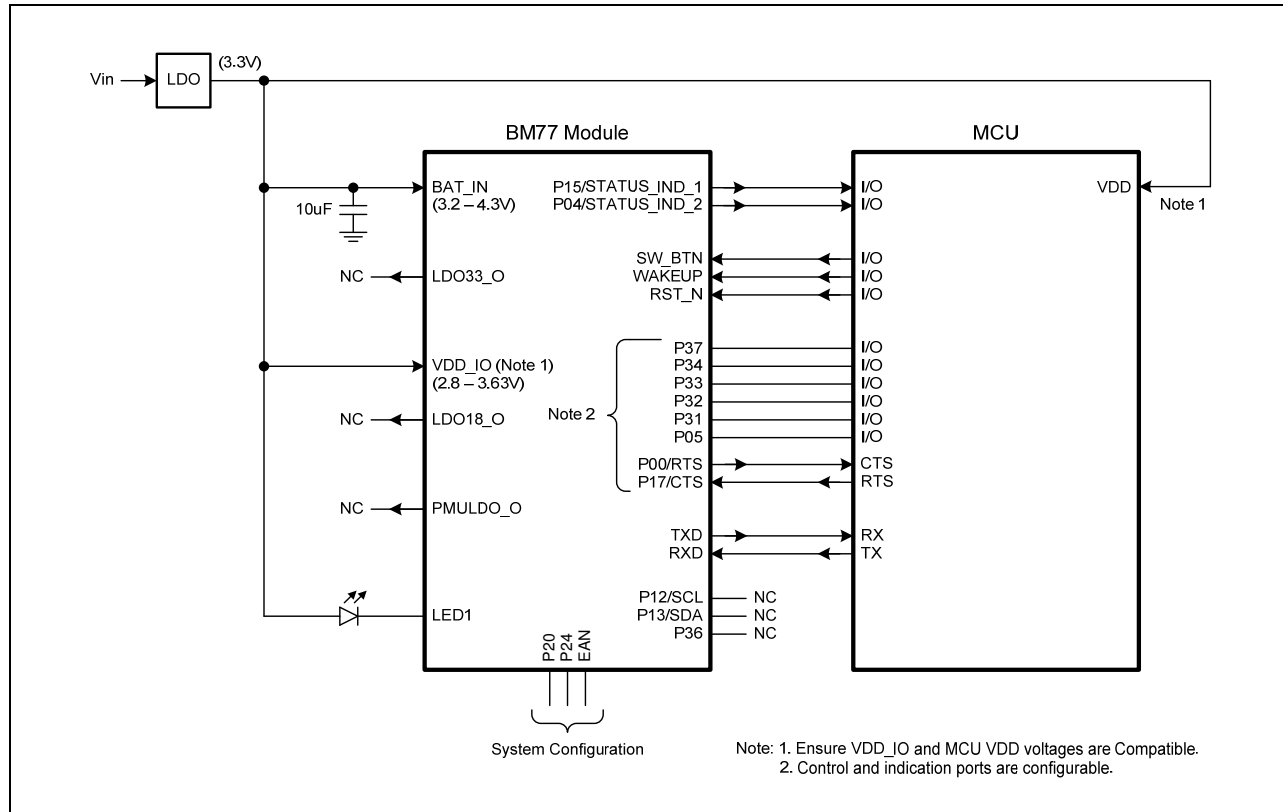 Vin
LDO
(3.3V)
BM77 Module
MCU
BAT_IN
(3.2 – 4.3V)
10uF
NC
LDO33_O
VDD_IO (Note 1)
(2.8 – 3.63V)
NC
LDO18_O
NC
PMULDO_O
LED1
P20
P24
EAN
System Configuration
P15/STATUS_IND_1
I/O
P04/STATUS_IND_2
I/O
VDD
Note 1
SW_BTN
I/O
WAKEUP
I/O
RST_N
I/O
Note 2
P37
I/O
P34
I/O
P33
I/O
P32
I/O
P31
I/O
P05
I/O
P00/RTS
CTS
P17/CTS
RTS
TXD
RX
RXD
TX
P12/SCL
NC
P13/SDA
NC
P36
NC
Note: 1. Ensure VDD_IO and MCU VDD voltages are Compatible.
2. Control and indication ports are configurable.